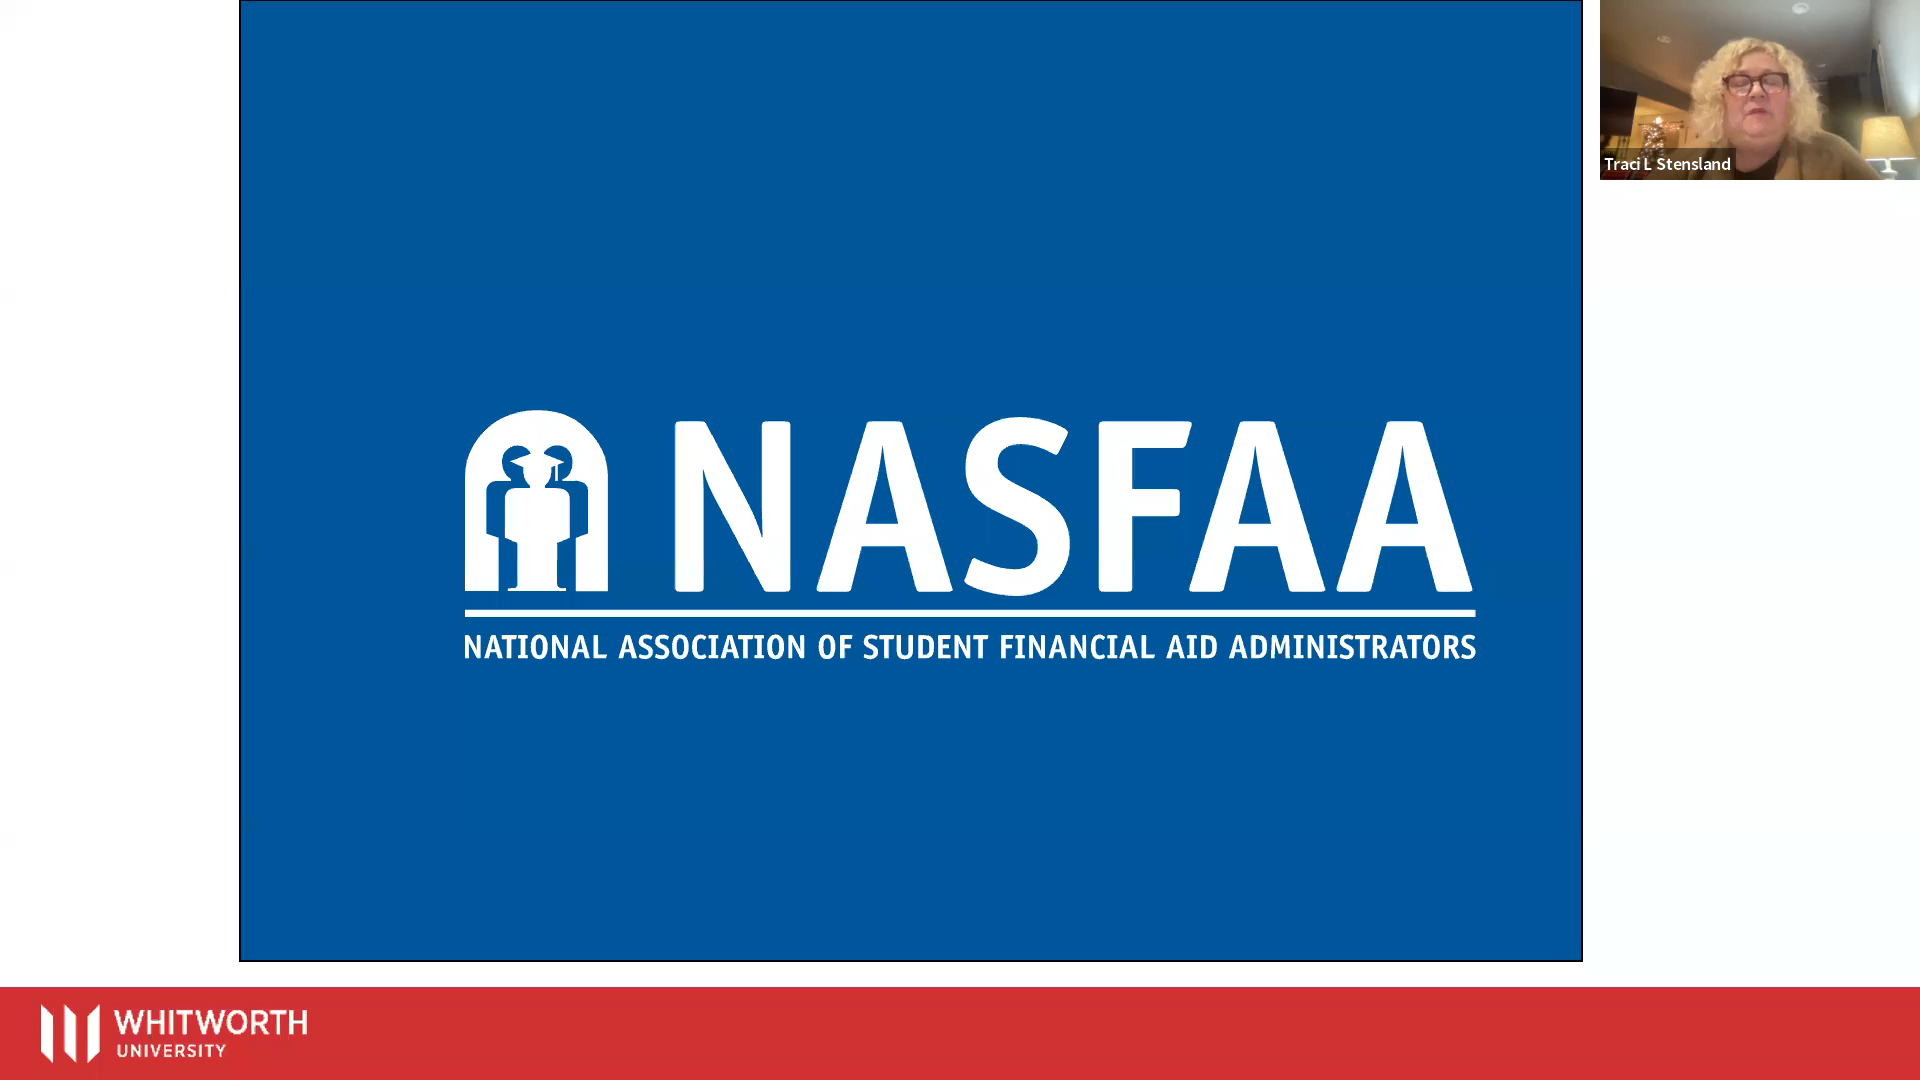 Traci L Stensland
NASFAA
NATIONAL ASSOCIATION OF STUDENT FINANCIAL AID ADMINISTRATORS
WHITWORTH
UNIVERSITY